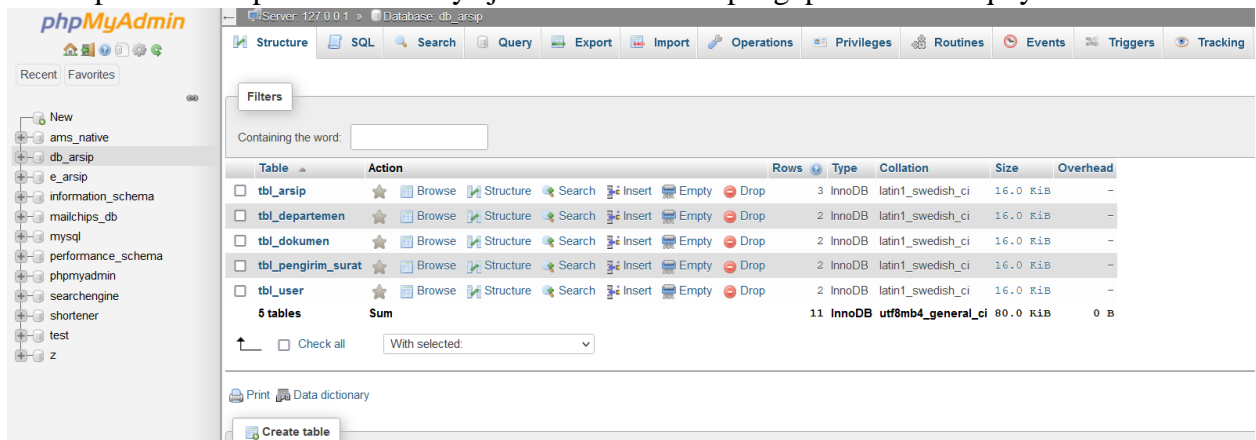 phpMyAdmin
Recent Favorites
New
ams_native
db_arsip
e_arsip
information_schema
mailchips_db
mysql
performance_schema
phpmyadmin
searchengine
shortener
test
z
Server: 127.0.0.1 » Database: db_arsip
Structure SQL Search Query Export Import Operations Privileges Routines Events Triggers Tracking
Filters
Containing the word:
Table Action Rows Type Collation Size Overhead
tbl_arsip Browse Structure Search Insert Empty Drop 3 InnoDB latin1_swedish_ci 16.0 KiB -
tbl_departemen Browse Structure Search Insert Empty Drop 2 InnoDB latin1_swedish_ci 16.0 KiB -
tbl_dokumen Browse Structure Search Insert Empty Drop 2 InnoDB latin1_swedish_ci 16.0 KiB -
tbl_pengirim_surat Browse Structure Search Insert Empty Drop 2 InnoDB latin1_swedish_ci 16.0 KiB -
tbl_user Browse Structure Search Insert Empty Drop 2 InnoDB latin1_swedish_ci 16.0 KiB -
5 tables Sum 11 InnoDB utf8mb4_general_ci 80.0 KiB 0 B
Check all With selected:
Print Data dictionary
Create table